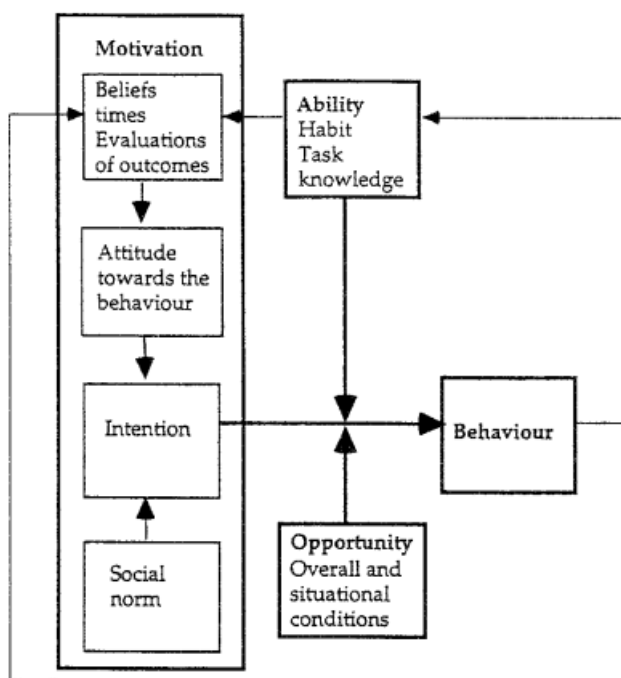 Motivation
Beliefs
times
Evaluations
of outcomes
Attitude
towards the
behaviour
Intention
Social
norm
Ability
Habit
Task
knowledge
Opportunity
Overall and
situational
conditions
Behaviour